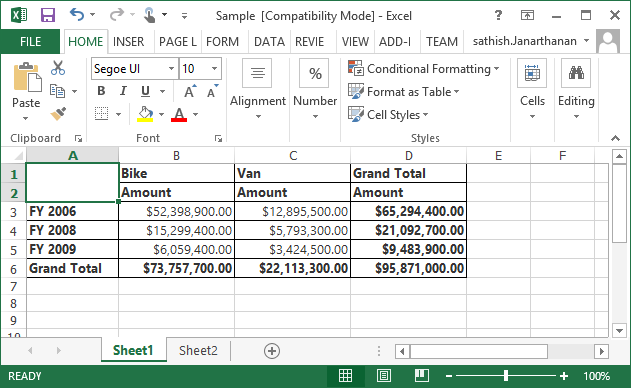 Sample [Compatibility Mode] - Excel
FILE HOME INSER PAGE L FORM DATA REVIE VIEW ADD-I TEAM sathish.Janarthanan
Paste
Segoe UI 10
B I U A A
A
%
Alignment Number
Conditional Formatting
Format as Table
Cell Styles
Cells Editing
Clipboard Font Styles
A B C D E F
1 Bike Van Grand Total
2 Amount Amount Amount
3 FY 2006 $52,398,900.00 $12,895,500.00 $65,294,400.00
4 FY 2008 $15,299,400.00 $5,793,300.00 $21,092,700.00
5 FY 2009 $6,059,400.00 $3,424,500.00 $9,483,900.00
6 Grand Total $73,757,700.00 $22,113,300.00 $95,871,000.00
7
8
9
10
Sheet1 Sheet2
READY 100%